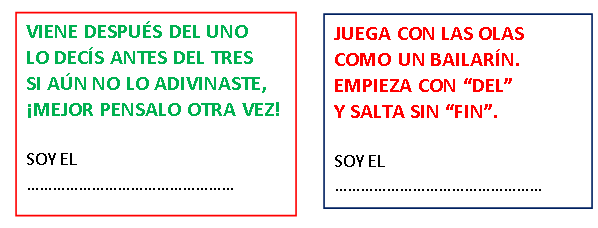 VIENE DESPUÉS DEL UNO
LO DECÍS ANTES DEL TRES
SI AÚN NO LO ADIVINASTE,
¡MEJOR PENSALO OTRA VEZ!
SOY EL
……………………………………………
JUEGA CON LAS OLAS
COMO UN BAILARÍN.
EMPIEZA CON “DEL”
Y SALTA SIN “FIN”.
SOY EL
……………………………………………